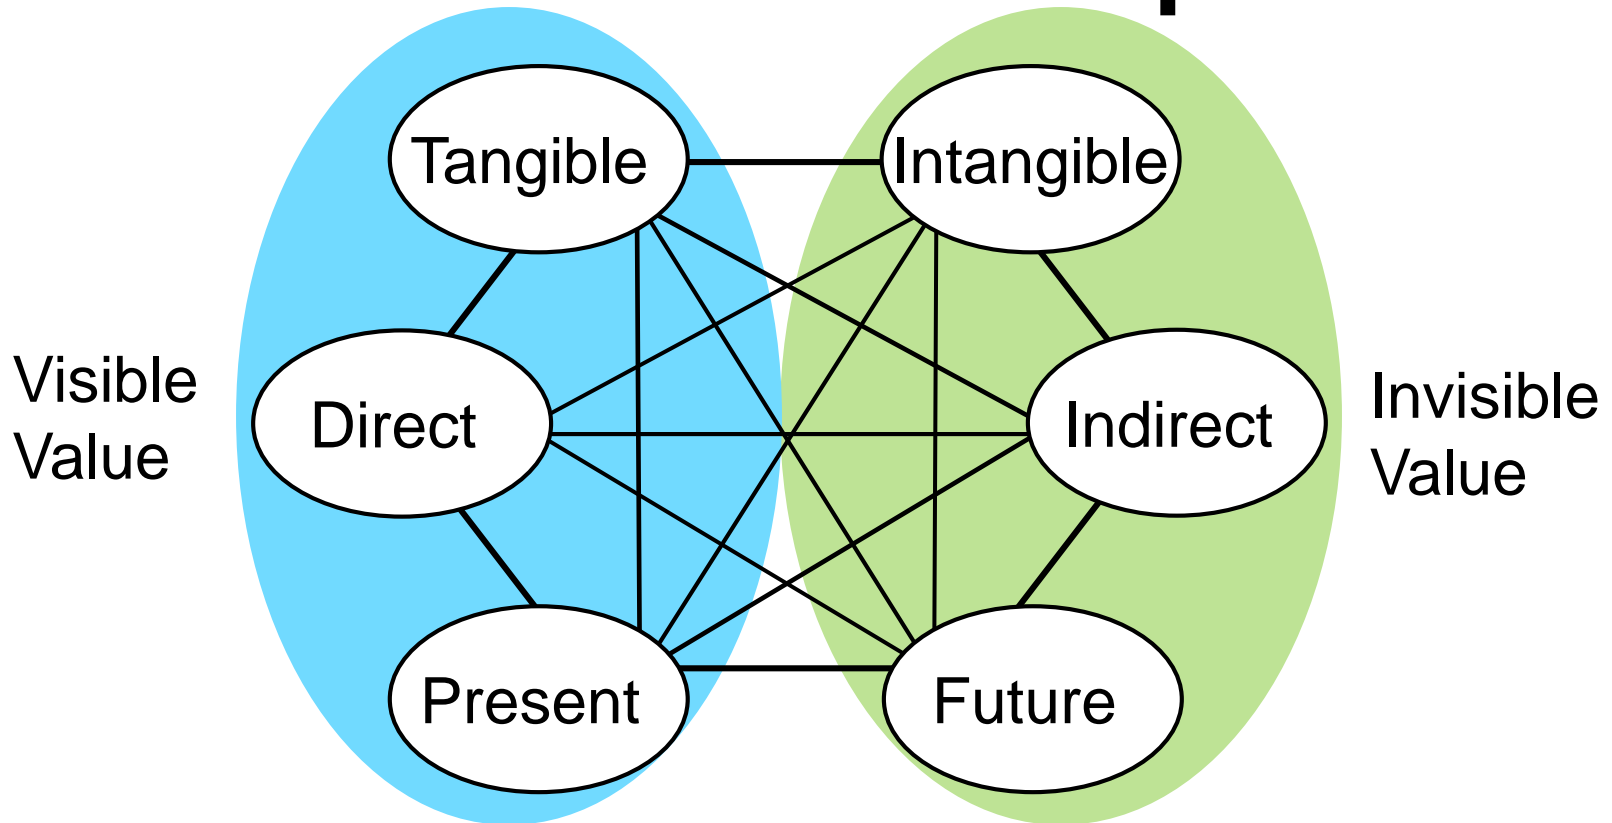 Tangible
Intangible
Visible
Value
Direct
Indirect
Invisible
Value
Present
Future